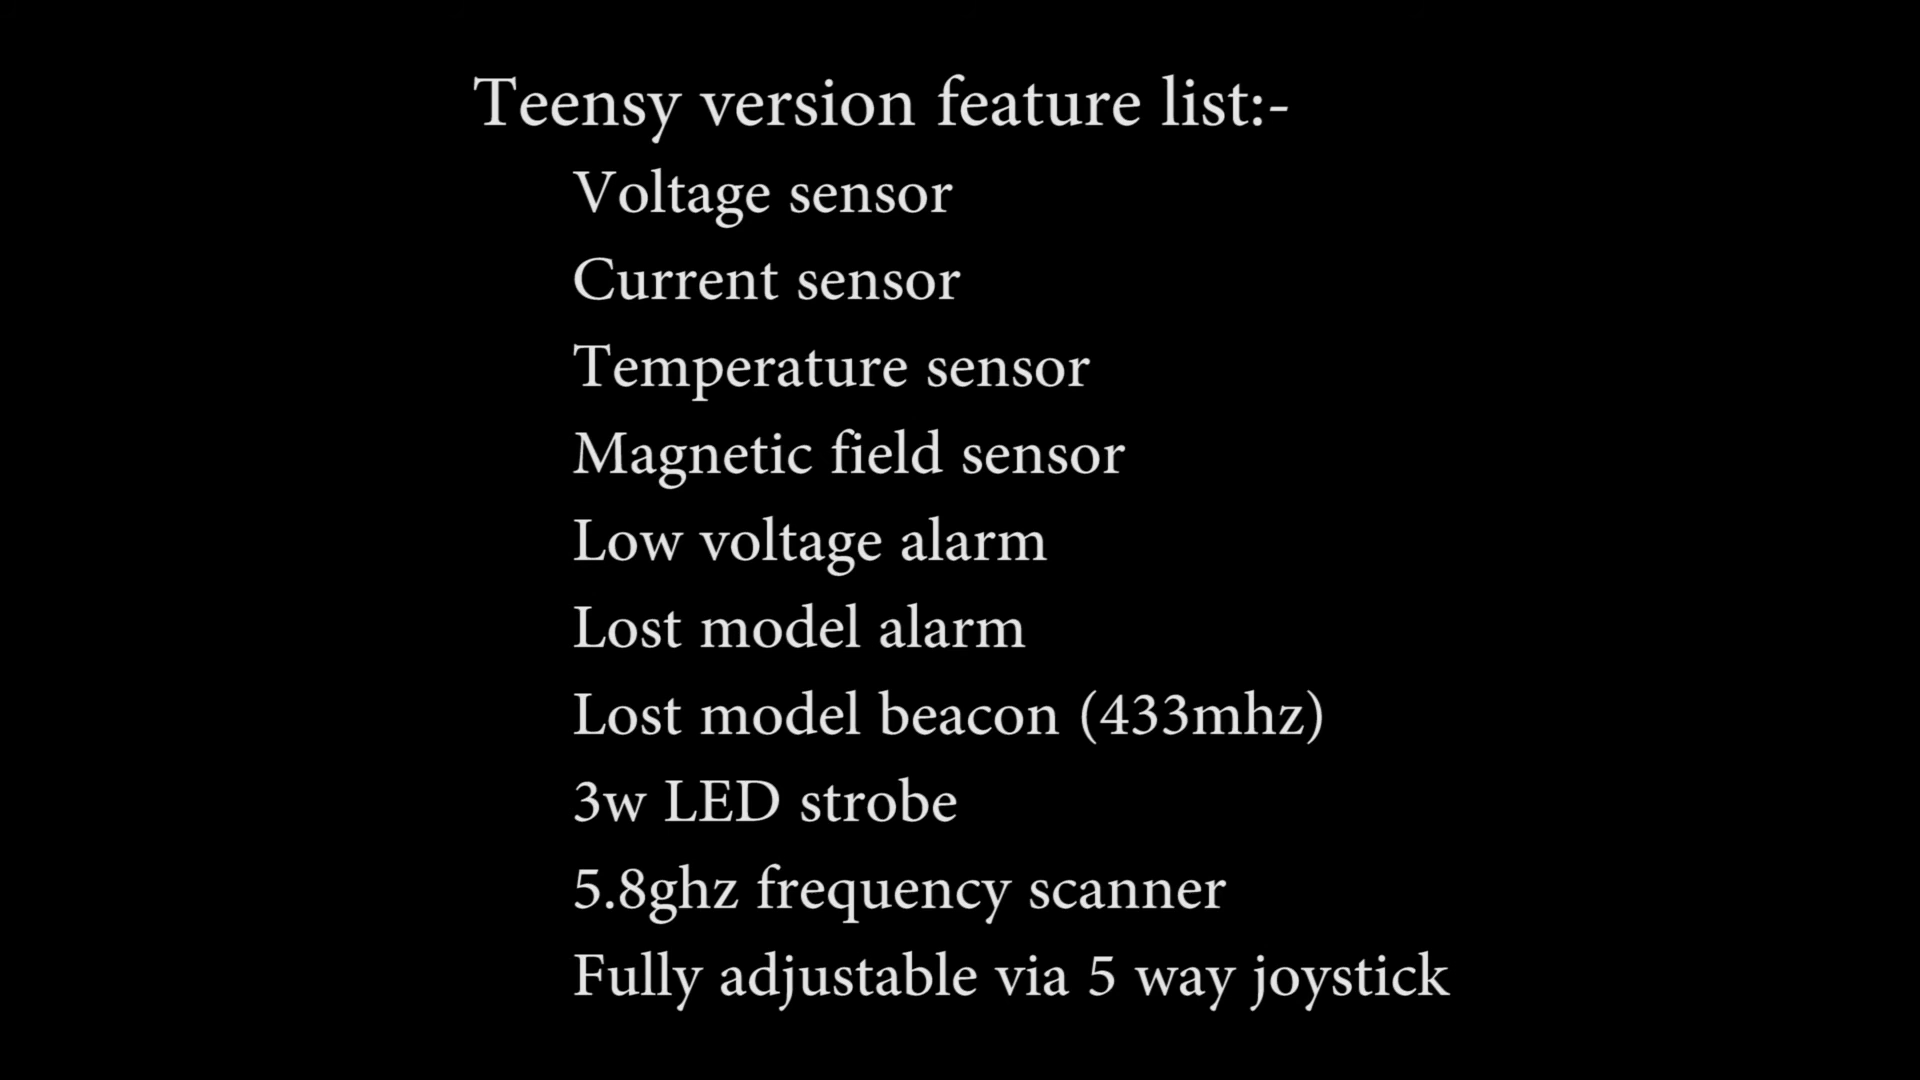 Teensy version feature list:-
Voltage sensor
Current sensor
Temperature sensor
Magnetic field sensor
Low voltage alarm
Lost model alarm
Lost model beacon (433mhz)
3w LED strobe
5.8ghz frequency scanner
Fully adjustable via 5 way joystick